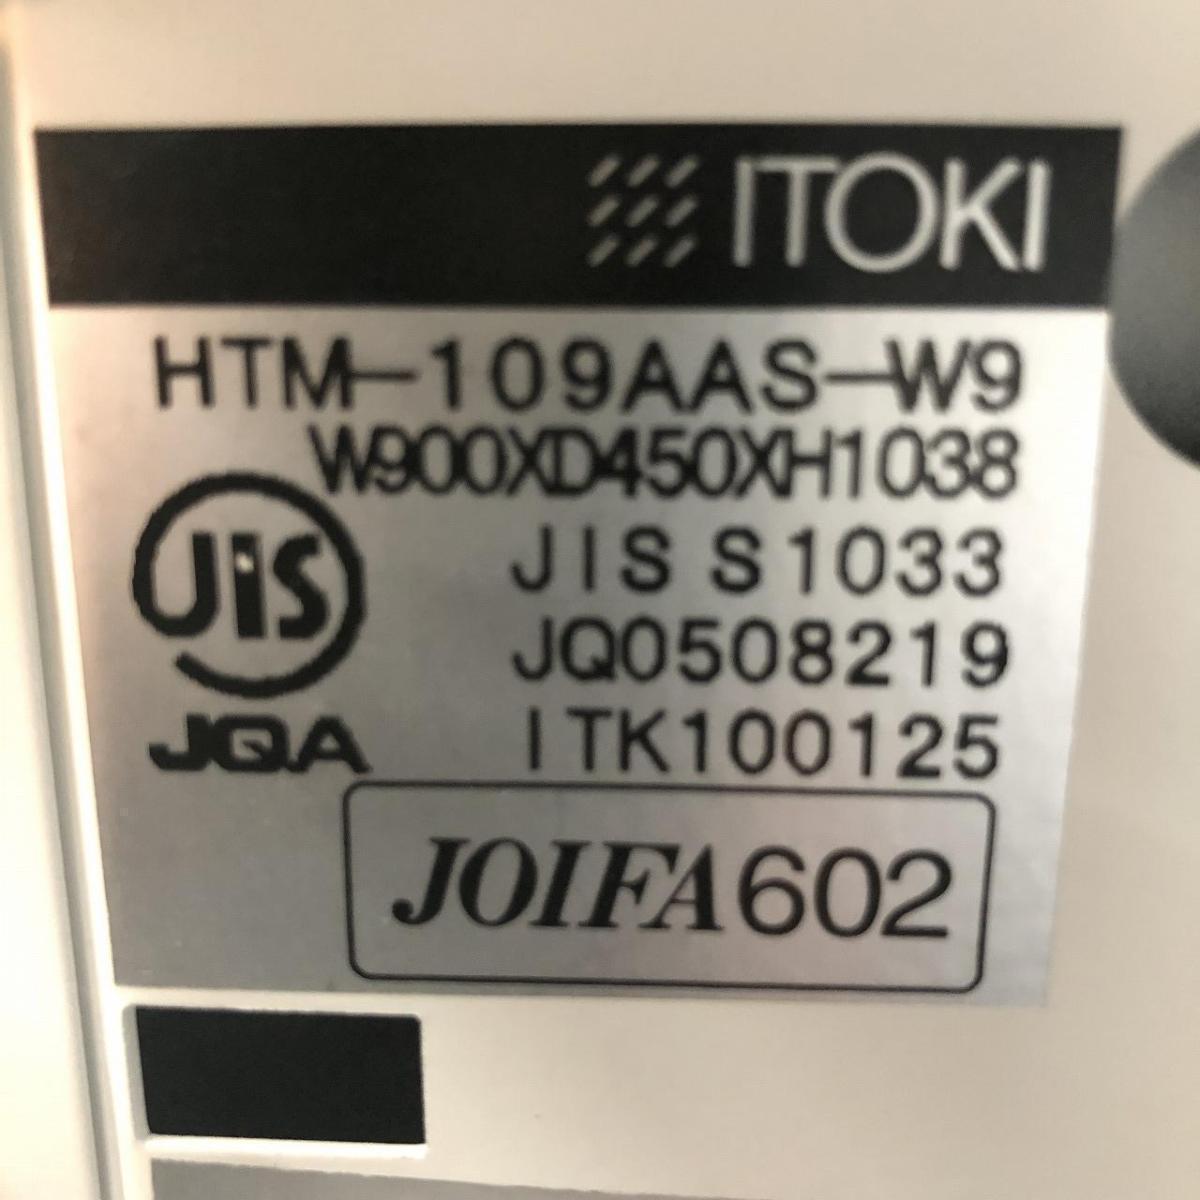 ITOKI
HTM-109AAS-W9
W900XD450XH1038
JIS
JIS S1033
JQ0508219
JQA
ITK100125
JOIFA602